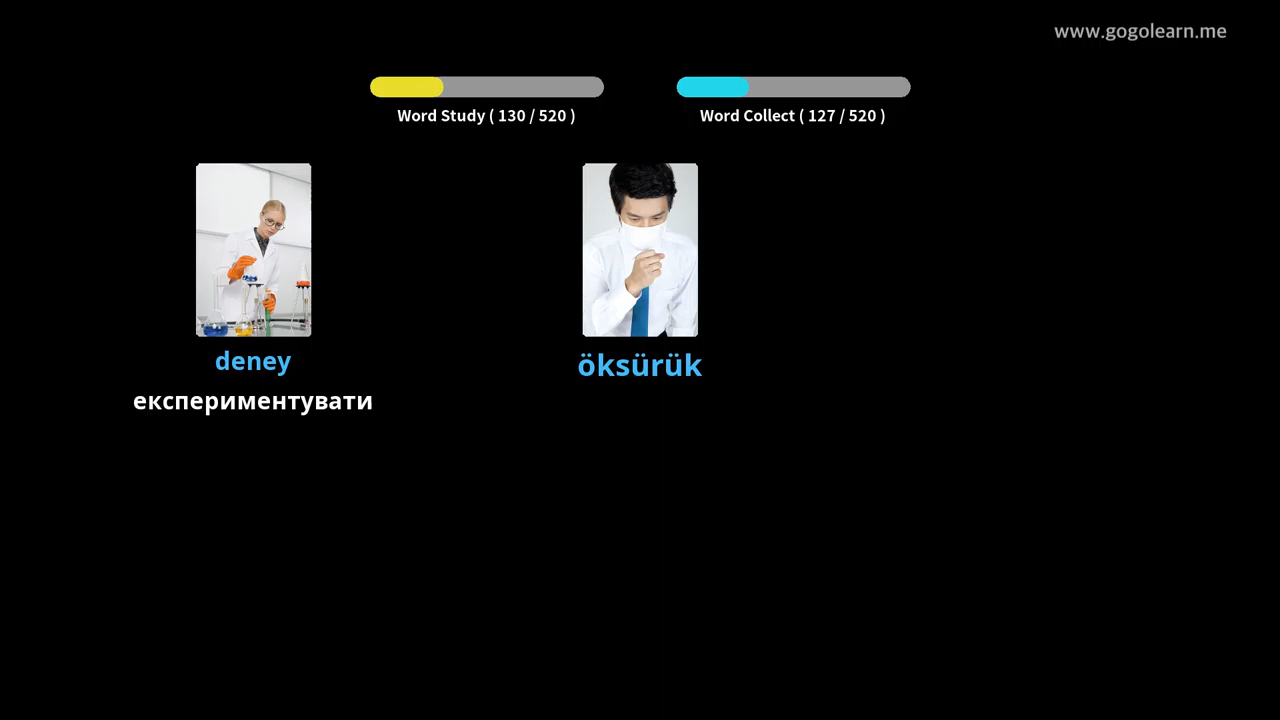 www.gogolearn.me
Word Study ( 130 / 520 )
Word Collect ( 127 / 520 )
deney
експериментувати
öksürük